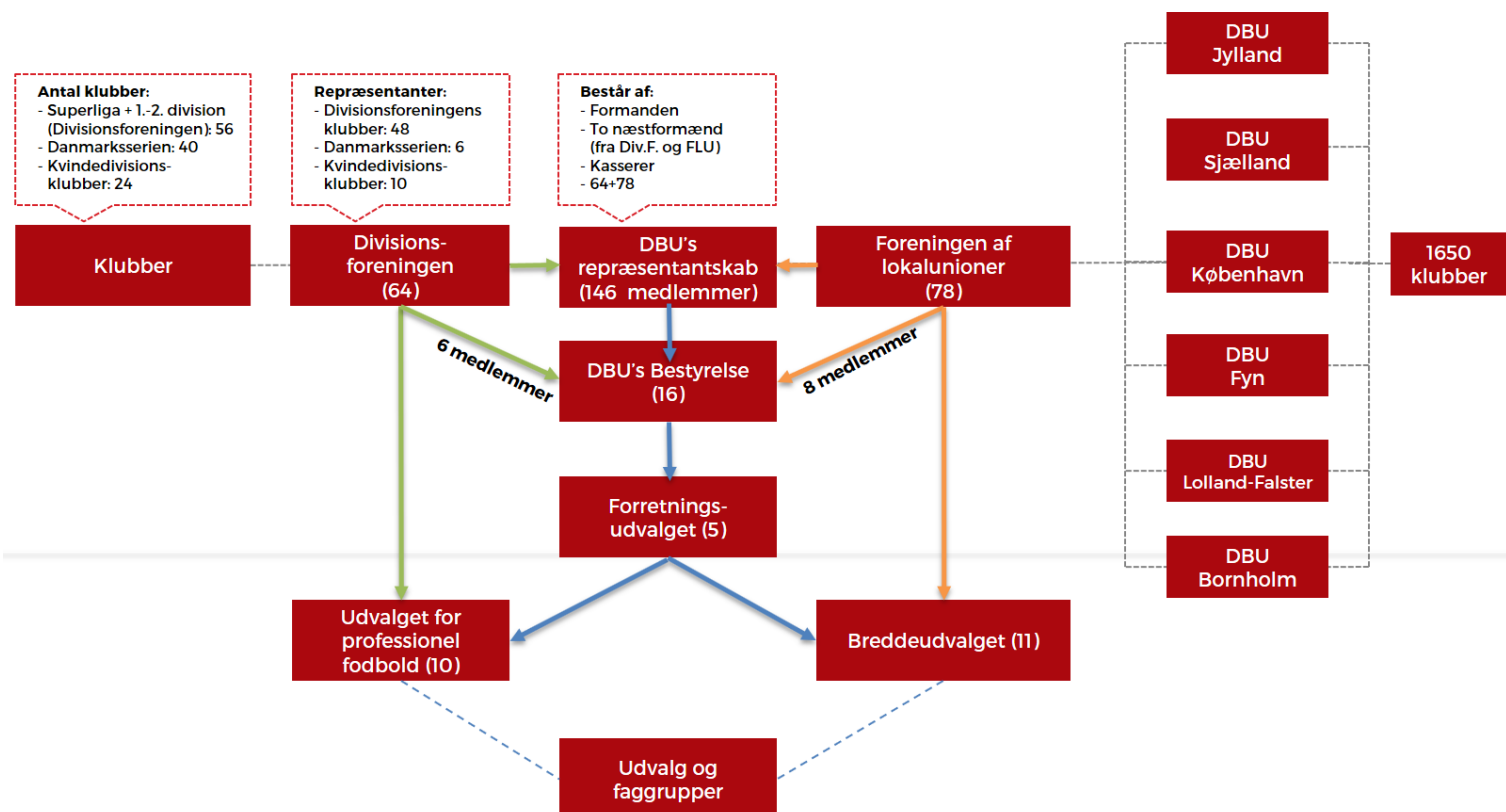 Antal klubber:
- Superliga + 1.-2. division
(Divisionsforeningen): 56
- Danmarksserien: 40
- Kvindedivisions-
klubber: 24
Repræsentanter:
- Divisionsforeningens
klubber: 48
- Danmarksserien: 6
- Kvindedivisions-
klubber: 10
Består af:
- Formanden
- To næstformænd
(fra Div.F. og FLU)
- Kasserer
- 64+78
Klubber
Divisions-
foreningen
(64)
DBU's
repræsentantskab
(146 medlemmer)
Foreningen af
lokalunioner
(78)
6 medlemmer
8 medlemmer
DBU's Bestyrelse
(16)
Forretnings-
udvalget (5)
Udvalget for
professionel
fodbold (10)
Breddeudvalget (11)
Udvalg og
faggrupper
DBU
Jylland
DBU
Sjælland
DBU
København
DBU
Fyn
DBU
Lolland-Falster
DBU
Bornholm
1650
klubber